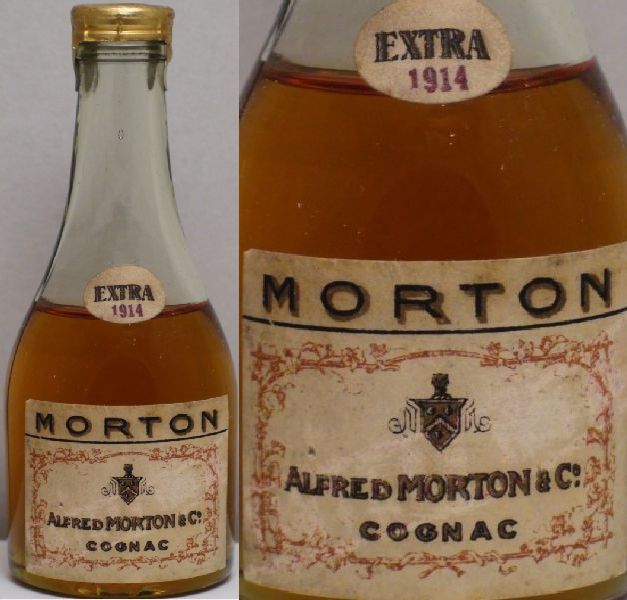 EXTRA
1914
MORTON
ALFRED MORTON & Cº
COGNAC
EXTRA
1914
MORTON
ALFRED MORTON & Cº
COGNAC